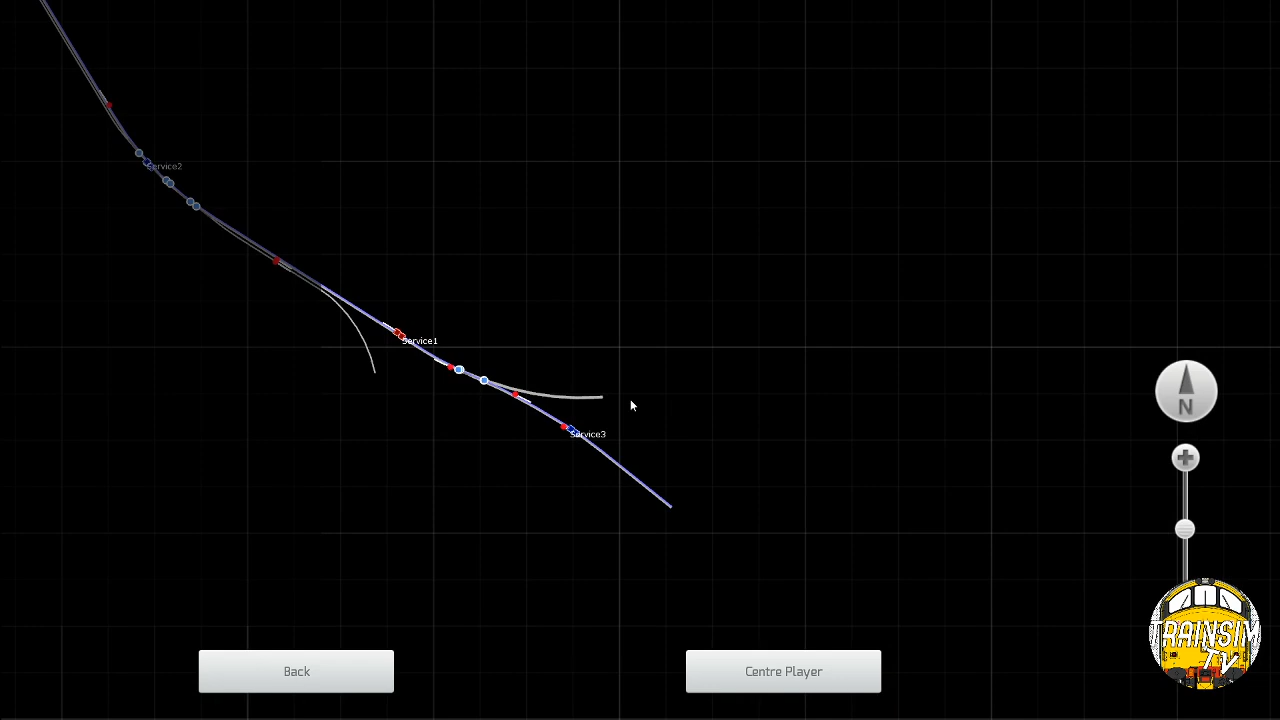 Service2
Service1
Service3
N
Back
Centre Player
TRAINSIM
TV